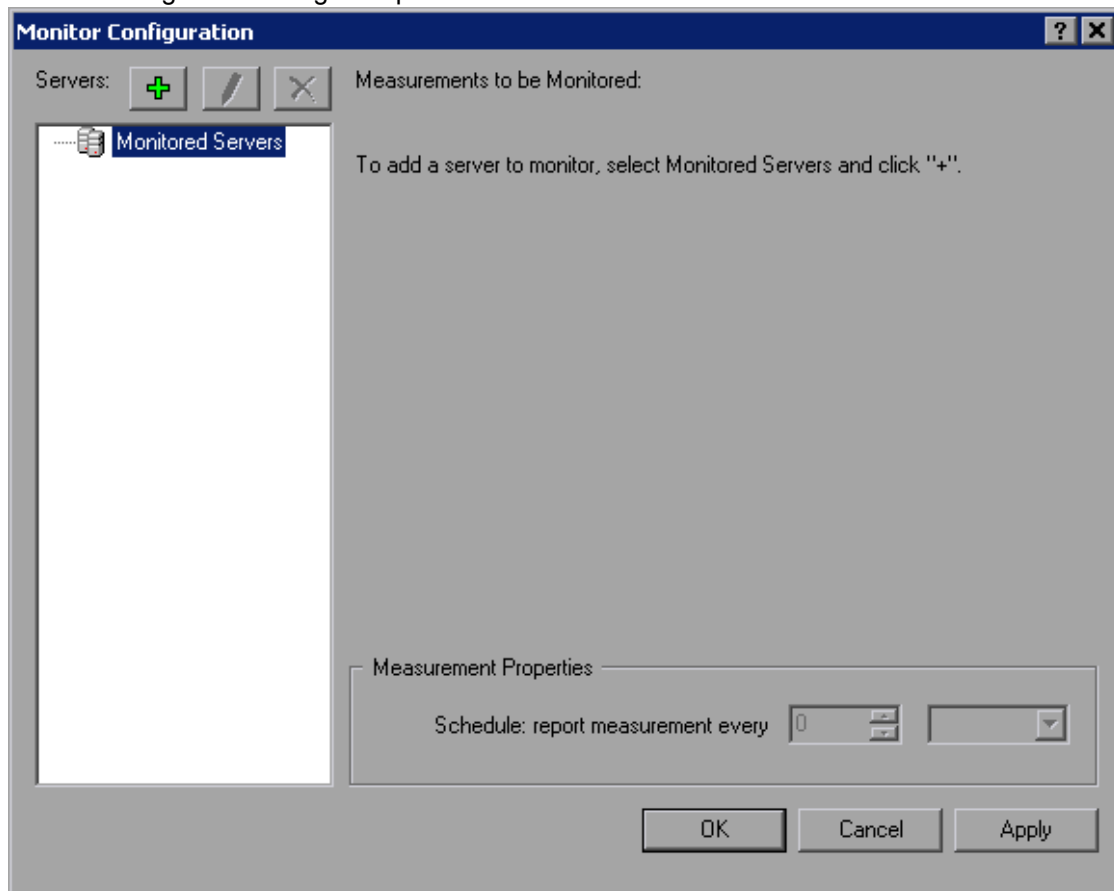 Monitor Configuration
Servers:
Measurements to be Monitored:
Monitored Servers
To add a server to monitor, select Monitored Servers and click "+".
Measurement Properties
Schedule: report measurement every 0
OK Cancel Apply